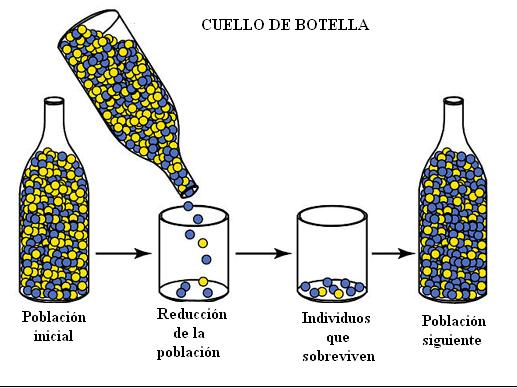 CUELLO DE BOTELLA
Población
inicial
Reducción
de la
población
Individuos
que
sobreviven
Población
siguiente